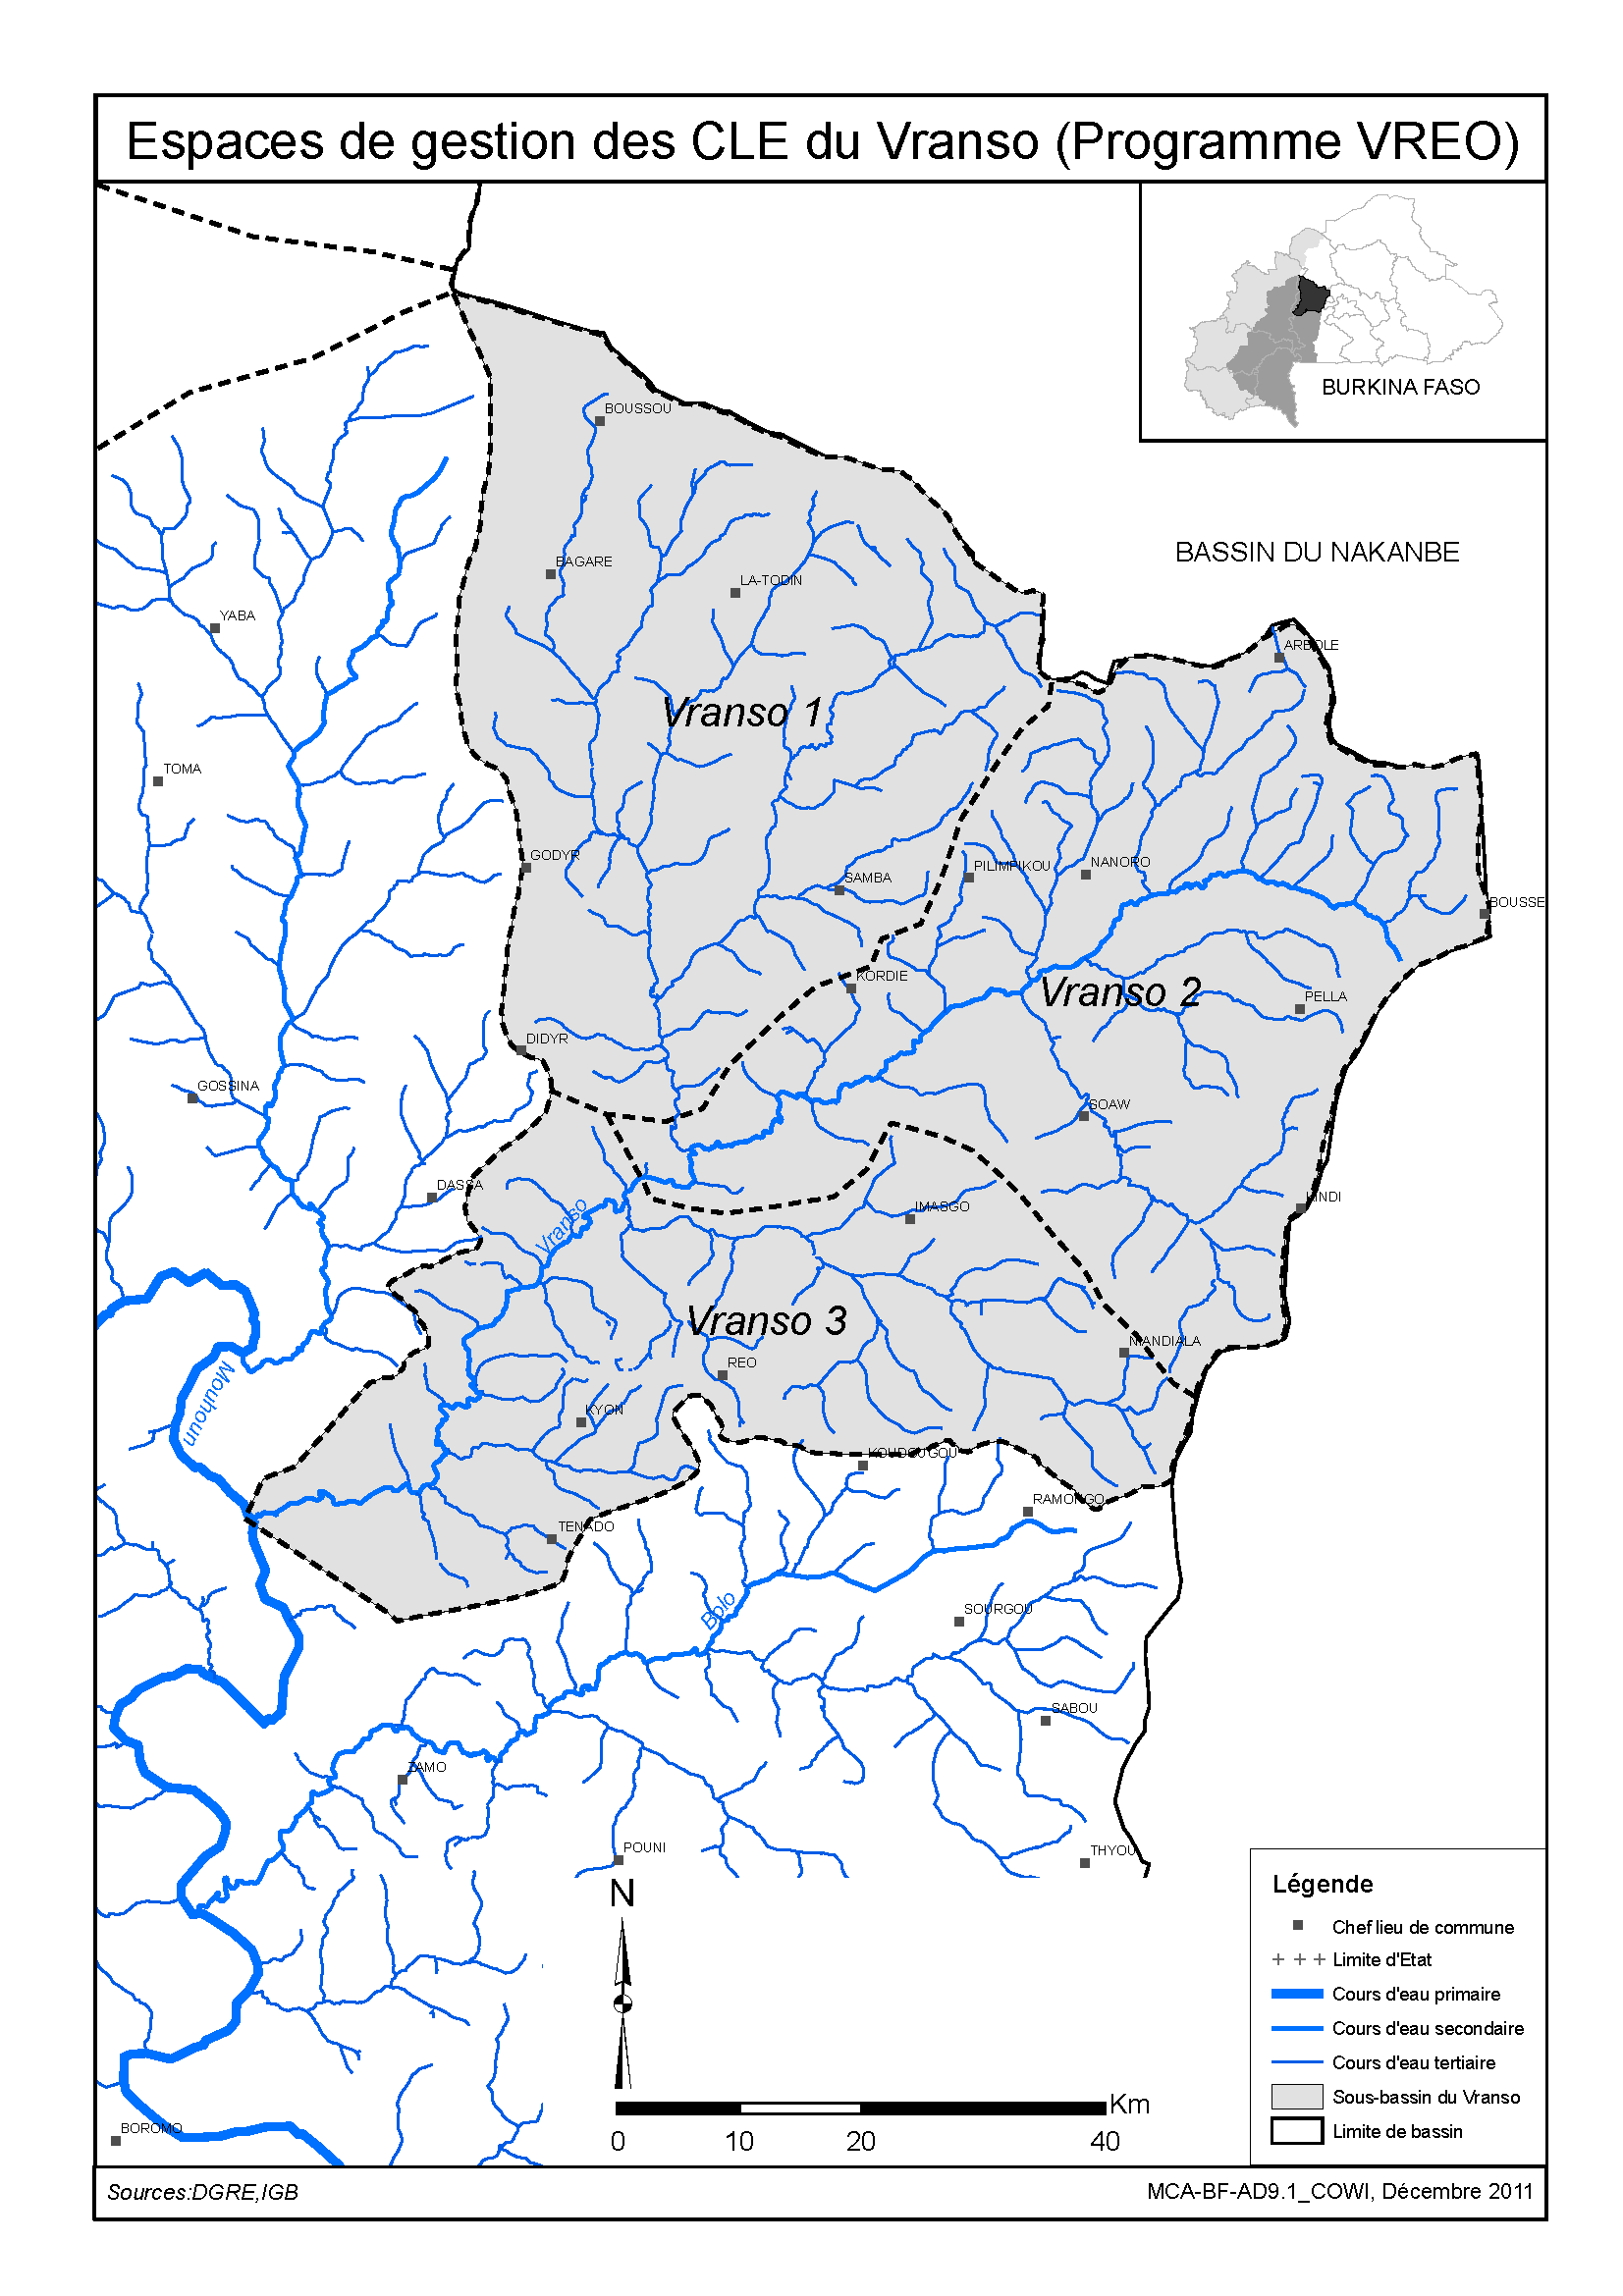 Espaces de gestion des CLE du Vranso (Programme VREO)
BURKINA FASO
BOUSSOU
BASSIN DU NAKANBE
BAGARE
LA-TODIN
YABA
ARBOLE
Vranso 1
TOMA
GODYR
SAMBA
PILIMPIKOU
NANORO
BOUSSE
KORDIE
Vranso 2
PELLA
DIDYR
GOSSINA
SOAW
DASSA
KINDI
IMASGO
Vranso
Vranso 3
NANDIALA
REO
Mouhoun
KYON
KOUDOUGOU
RAMONGO
TENADO
Bolo
SOURGOU
SABOU
ZAMO
POUNI
THYOU
N
Légende
Chef lieu de commune
Limite d'Etat
Cours d'eau primaire
Cours d'eau secondaire
Cours d'eau tertiaire
Sous-bassin du Vranso
Limite de bassin
Km
0 10 20 40
BOROMO
Sources:DGRE,IGB
MCA-BF-AD9.1_COWI, Décembre 2011